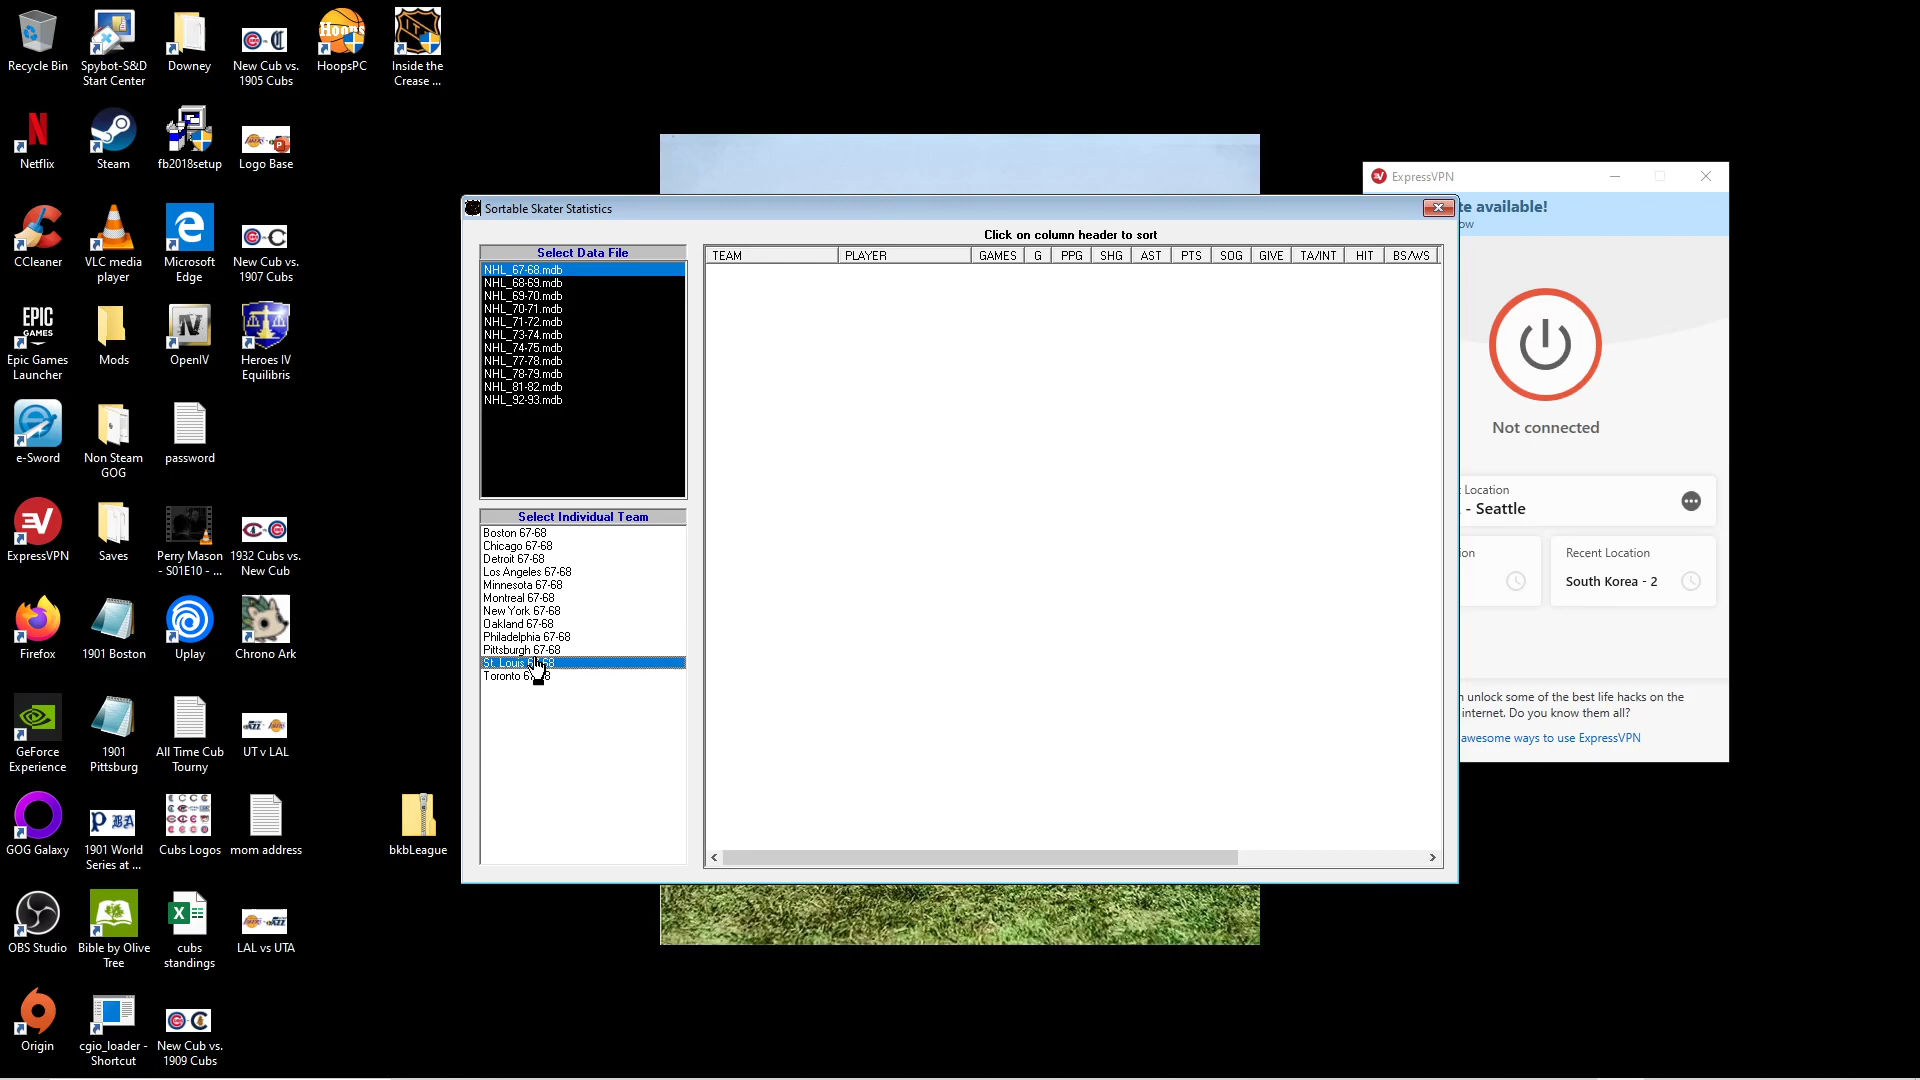 Recycle Bin
Spybot-S&D
Start Center
Downey
New Cub vs.
1905 Cubs
HoopsPC
Inside the
Crease ...
Netflix
Steam
fb2018setup
Logo Base
CCleaner
VLC media
player
Microsoft
Edge
New Cub vs.
1907 Cubs
EPIC
GAMES
Epic Games
Launcher
Mods
OpenIV
Heroes IV
Equilibris
e-Sword
Non Steam
GOG
password
ExpressVPN
Saves
Perry Mason
- S01E10 - ...
1932 Cubs vs.
New Cub
Firefox
1901 Boston
Uplay
Chrono Ark
GeForce
Experience
1901
Pittsburg
All Time Cub
Tourny
UT v LAL
GOG Galaxy
1901 World
Series at ...
Cubs Logos
mom address
bkbLeague
OBS Studio
Bible by Olive
Tree
cubs
standings
LAL vs UTA
Origin
cgio_loader -
Shortcut
New Cub vs.
1909 Cubs
Sortable Skater Statistics
Click on column header to sort
Select Data File
NHL_67-68.mdb
NHL_68-69.mdb
NHL_69-70.mdb
NHL_70-71.mdb
NHL_71-72.mdb
NHL_73-74.mdb
NHL_74-75.mdb
NHL_77-78.mdb
NHL_78-79.mdb
NHL_81-82.mdb
NHL_92-93.mdb
Select Individual Team
Boston 67-68
Chicago 67-68
Detroit 67-68
Los Angeles 67-68
Minnesota 67-68
Montreal 67-68
New York 67-68
Oakland 67-68
Philadelphia 67-68
Pittsburgh 67-68
St. Louis
Toronto
TEAM PLAYER GAMES G PPG SHG AST PTS SOG GIVE TA/INT HIT BS/WS
ExpressVPN
te available!
ow
Not connected
Location
- Seattle
ion
Recent Location
South Korea - 2
unlock some of the best life hacks on the
internet. Do you know them all?
awesome ways to use ExpressVPN